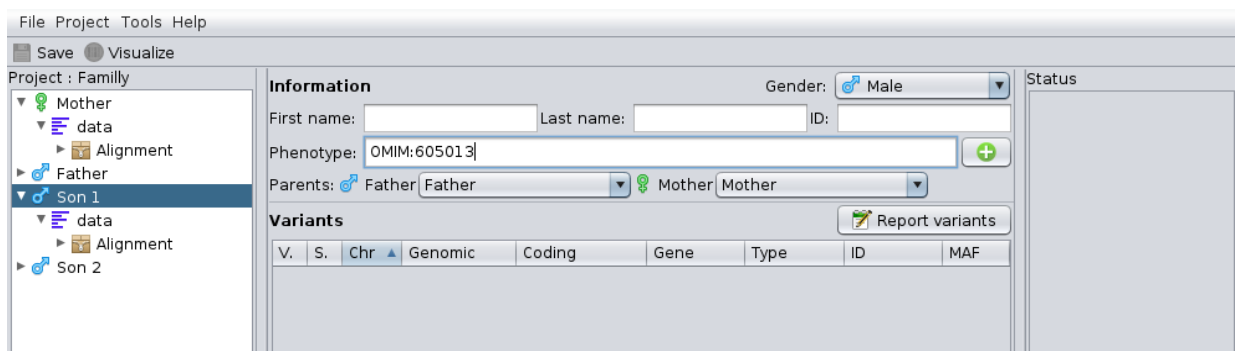 File Project Tools Help
Save Visualize
Project : Familly
Mother
data
Alignment
Father
Son 1
data
Alignment
Son 2
Information Gender: Male
First name: Last name: ID:
Phenotype: OMIM:605013
Parents: Father Father Mother Mother
Variants Report variants
V. S. Chr Genomic Coding Gene Type ID MAF
Status